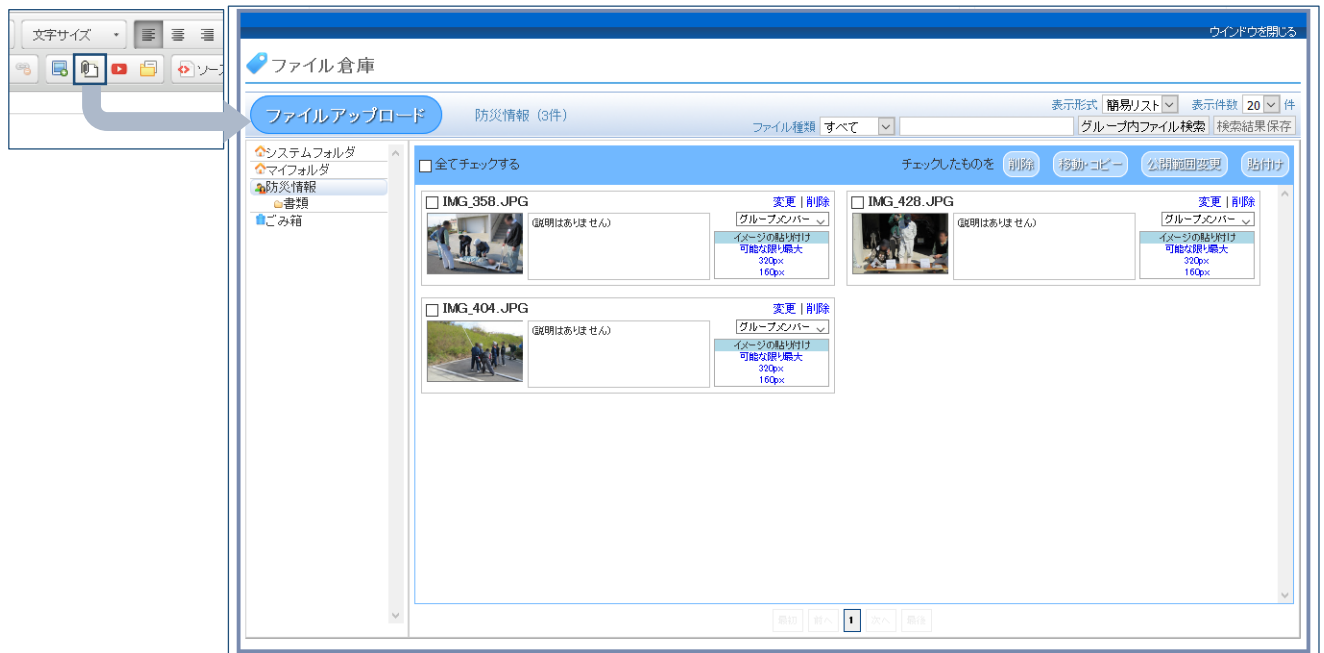 文字サイズ
ソース
ウインドウを閉じる
ファイル倉庫
ファイルアップロード
防災情報 (3件)
表示形式 簡易リスト 表示件数 20 件
ファイル種類 すべて グループ内ファイル検索 検索結果保存
システムフォルダ
マイフォルダ
防災情報
書類
ごみ箱
全てチェックする チェックしたものを 削除 移動・コピー 公開範囲変更 貼付け
IMG_358.JPG 変更 | 削除
(説明はありません)
グループメンバー
イメージの貼り付け
可能な限り最大
320px
160px
IMG_428.JPG 変更 | 削除
(説明はありません)
グループメンバー
イメージの貼り付け
可能な限り最大
320px
160px
IMG_404.JPG 変更 | 削除
(説明はありません)
グループメンバー
イメージの貼り付け
可能な限り最大
320px
160px
最初 前へ 1 次へ 最後